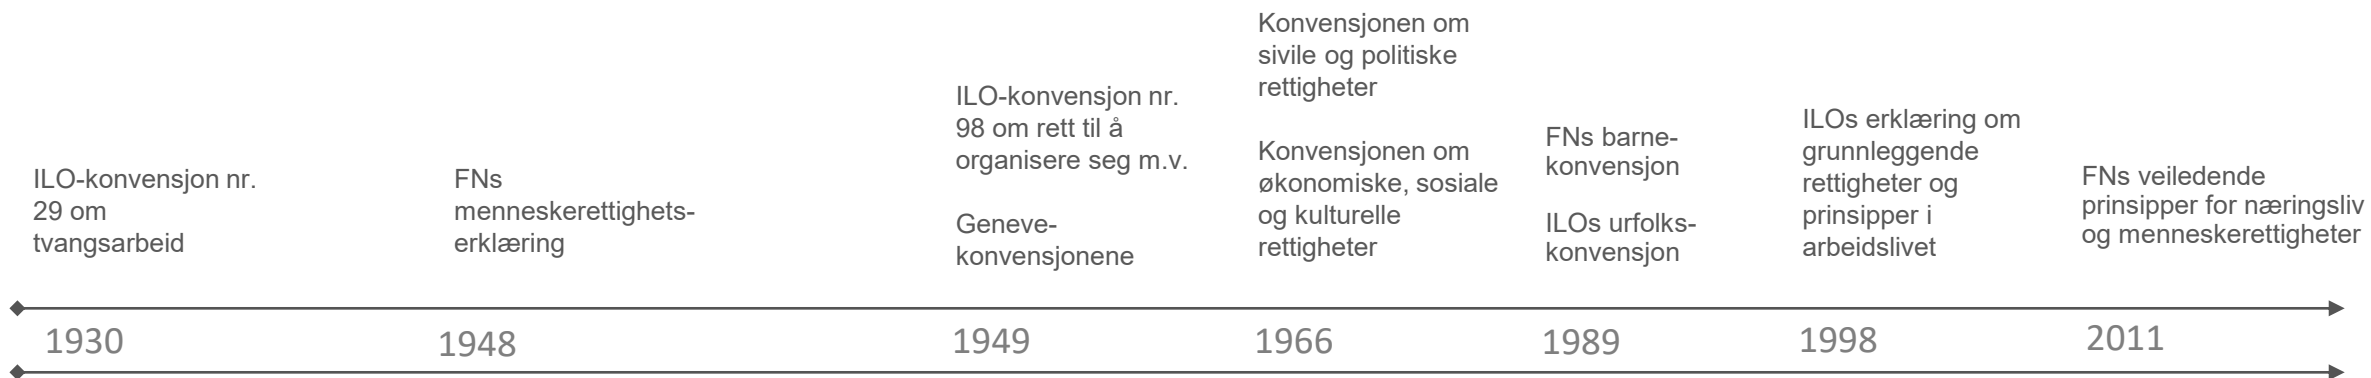 ILO-konvensjon nr.
29 om
tvangsarbeid
1930
FNs
menneskerettighets-
erklæring
1948
ILO-konvensjon nr.
98 om rett til å
organisere seg m.v.
Geneve-
konvensjonene
1949
Konvensjonen om
sivile og politiske
rettigheter
Konvensjonen om
økonomiske, sosiale
og kulturelle
rettigheter
1966
FNs barne-
konvensjon
ILOs urfolks-
konvensjon
1989
ILOs erklæring om
grunnleggende
rettigheter og
prinsipper i
arbeidslivet
1998
FNs veiledende
prinsipper for næringsliv
og menneskerettigheter
2011